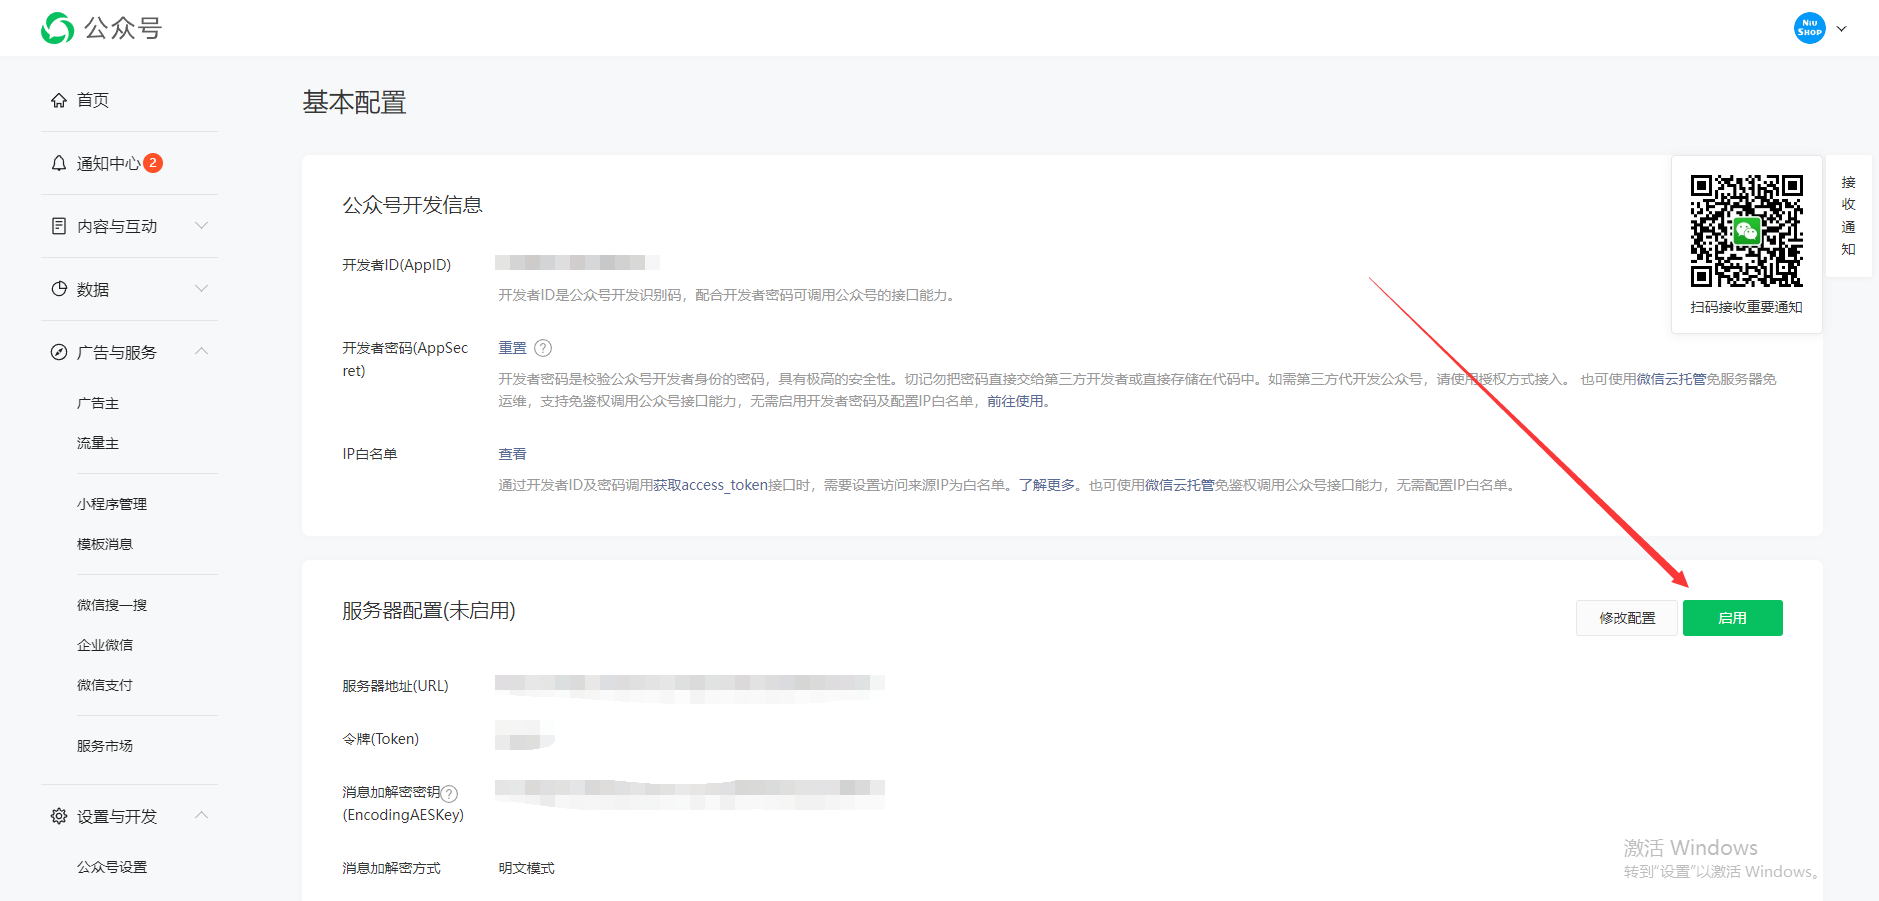 公众号
NIU
SHOP
首页
通知中心 2
内容与互动
数据
广告与服务
广告主
流量主
小程序管理
模板消息
微信搜一搜
企业微信
微信支付
服务市场
设置与开发
公众号设置
基本配置
公众号开发信息
开发者ID(AppID)
开发者ID是公众号开发识别码，配合开发者密码可调用公众号的接口能力。
开发者密码(AppSec
ret)
重置 ?
开发者密码是校验公众号开发者身份的密码，具有极高的安全性。切记勿把密码直接交给第三方开发者或直接存储在代码中。如需第三方代开发公众号，请使用授权方式接入。 也可使用微信云托管免服务器免
运维，支持免鉴权调用公众号接口能力，无需启用开发者密码及配置IP白名单，前往使用。
IP白名单
查看
通过开发者ID及密码调用获取access_token接口时，需要设置访问来源IP为白名单。了解更多。也可使用微信云托管免鉴权调用公众号接口能力，无需配置IP白名单。
扫码接收重要通知
接
收
通
知
服务器配置(未启用)
修改配置
启用
服务器地址(URL)
令牌(Token)
消息加解密密钥 ?
(EncodingAESKey)
消息加解密方式
明文模式
激活 Windows
转到"设置"以激活 Windows。